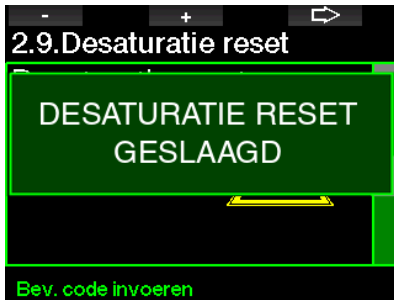 - +
2.9.Desaturatie reset
DESATURATIE RESET
GESLAAGD
Bev. code invoeren